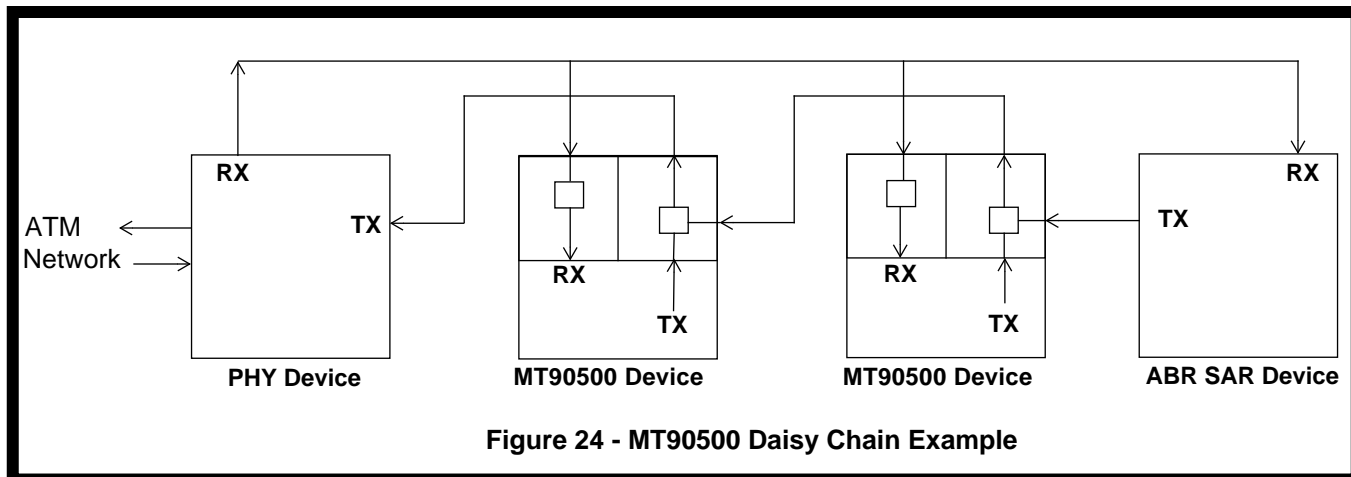 RX
RX
TX
TX
ATM
Network
RX
RX
TX
TX
PHY Device
MT90500 Device
MT90500 Device
ABR SAR Device
Figure 24 - MT90500 Daisy Chain Example